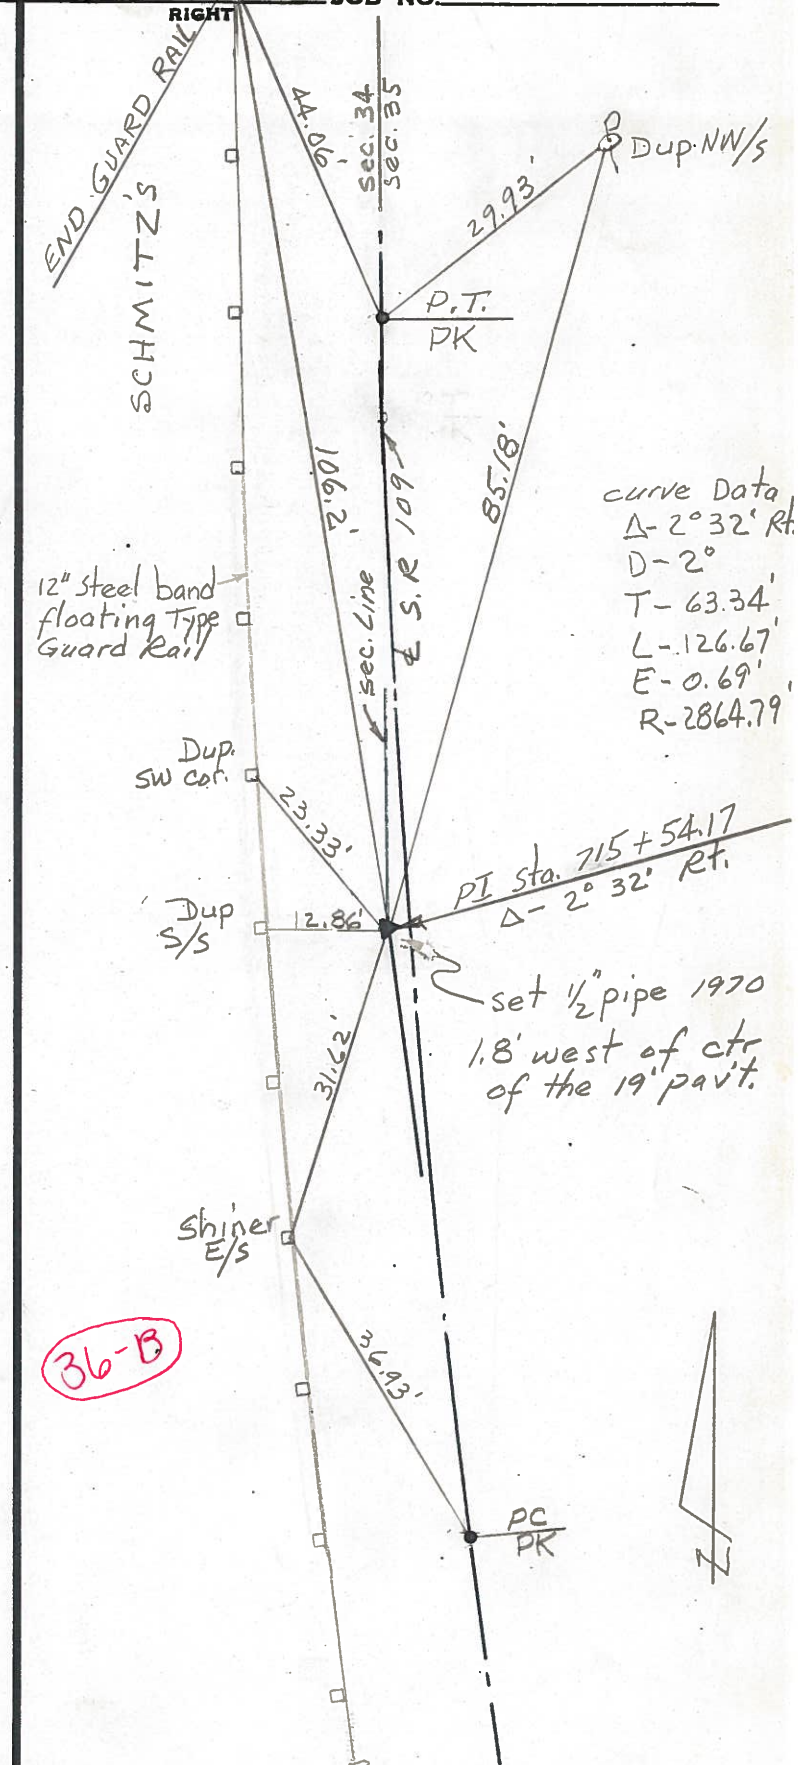 RIGHT
JOB NO.
END GUARD RAIL
SCHMITZ'S
44.06'
sec. 34
sec. 35
Dup. NW/s
29.93'
P.T.
PK
106.2'
85.18'
℄ S.R 109
sec. Line
curve Data
Δ- 2° 32' Rt.
D- 2°
T- 63.34'
L- 126.67'
E- 0.69'
R- 2864.79'
12" steel band
floating Type
Guard Rail
Dup.
SW cor.
23.33'
PI Sta. 715 + 54.17
Δ- 2° 32' Rt.
Dup
S/s
12.86'
set 1/2" pipe 1970
1.8' west of ctr
of the 19' pav't.
31.62'
Shiner
E/s
36-B
36.93'
PC
PK
N